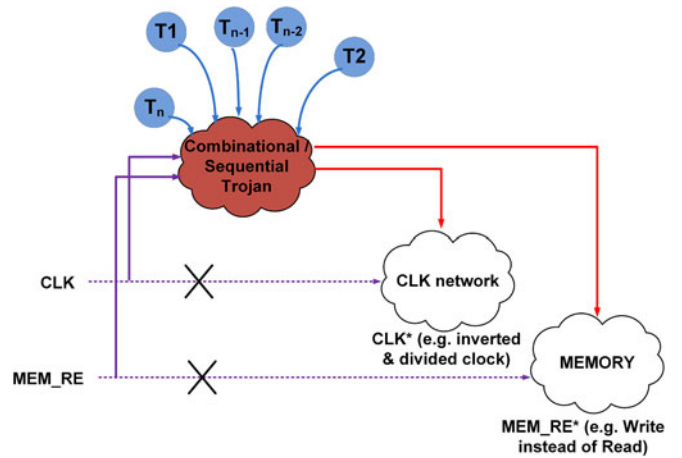 T1
Tn-1
Tn-2
T2
Tn
Combinational /
Sequential
Trojan
CLK
CLK network
CLK* (e.g. inverted
& divided clock)
MEM_RE
MEMORY
MEM_RE* (e.g. Write
instead of Read)